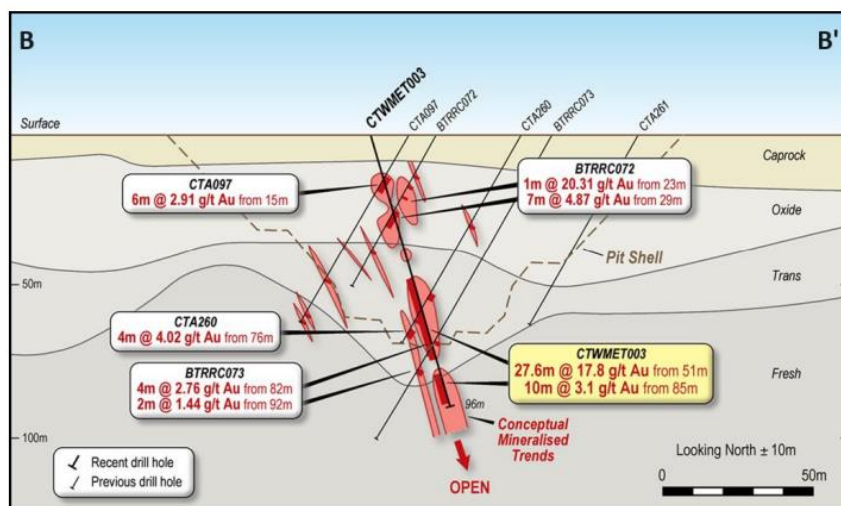 B
B'
CTWMET003
CTA097
BTRRC072
CTA260
BTRRC073
CTA261
Surface
Caprock
CTA097
6m @ 2.91 g/t Au from 15m
BTRRC072
1m @ 20.31 g/t Au from 23m
7m @ 4.87 g/t Au from 29m
Oxide
Pit Shell
50m
Trans
CTA260
4m @ 4.02 g/t Au from 76m
CTWMET003
27.6m @ 17.8 g/t Au from 51m
10m @ 3.1 g/t Au from 85m
BTRRC073
4m @ 2.76 g/t Au from 82m
2m @ 1.44 g/t Au from 92m
Fresh
96m
Conceptual
Mineralised
Trends
100m
OPEN
Recent drill hole
Previous drill hole
Looking North ± 10m
0
50m